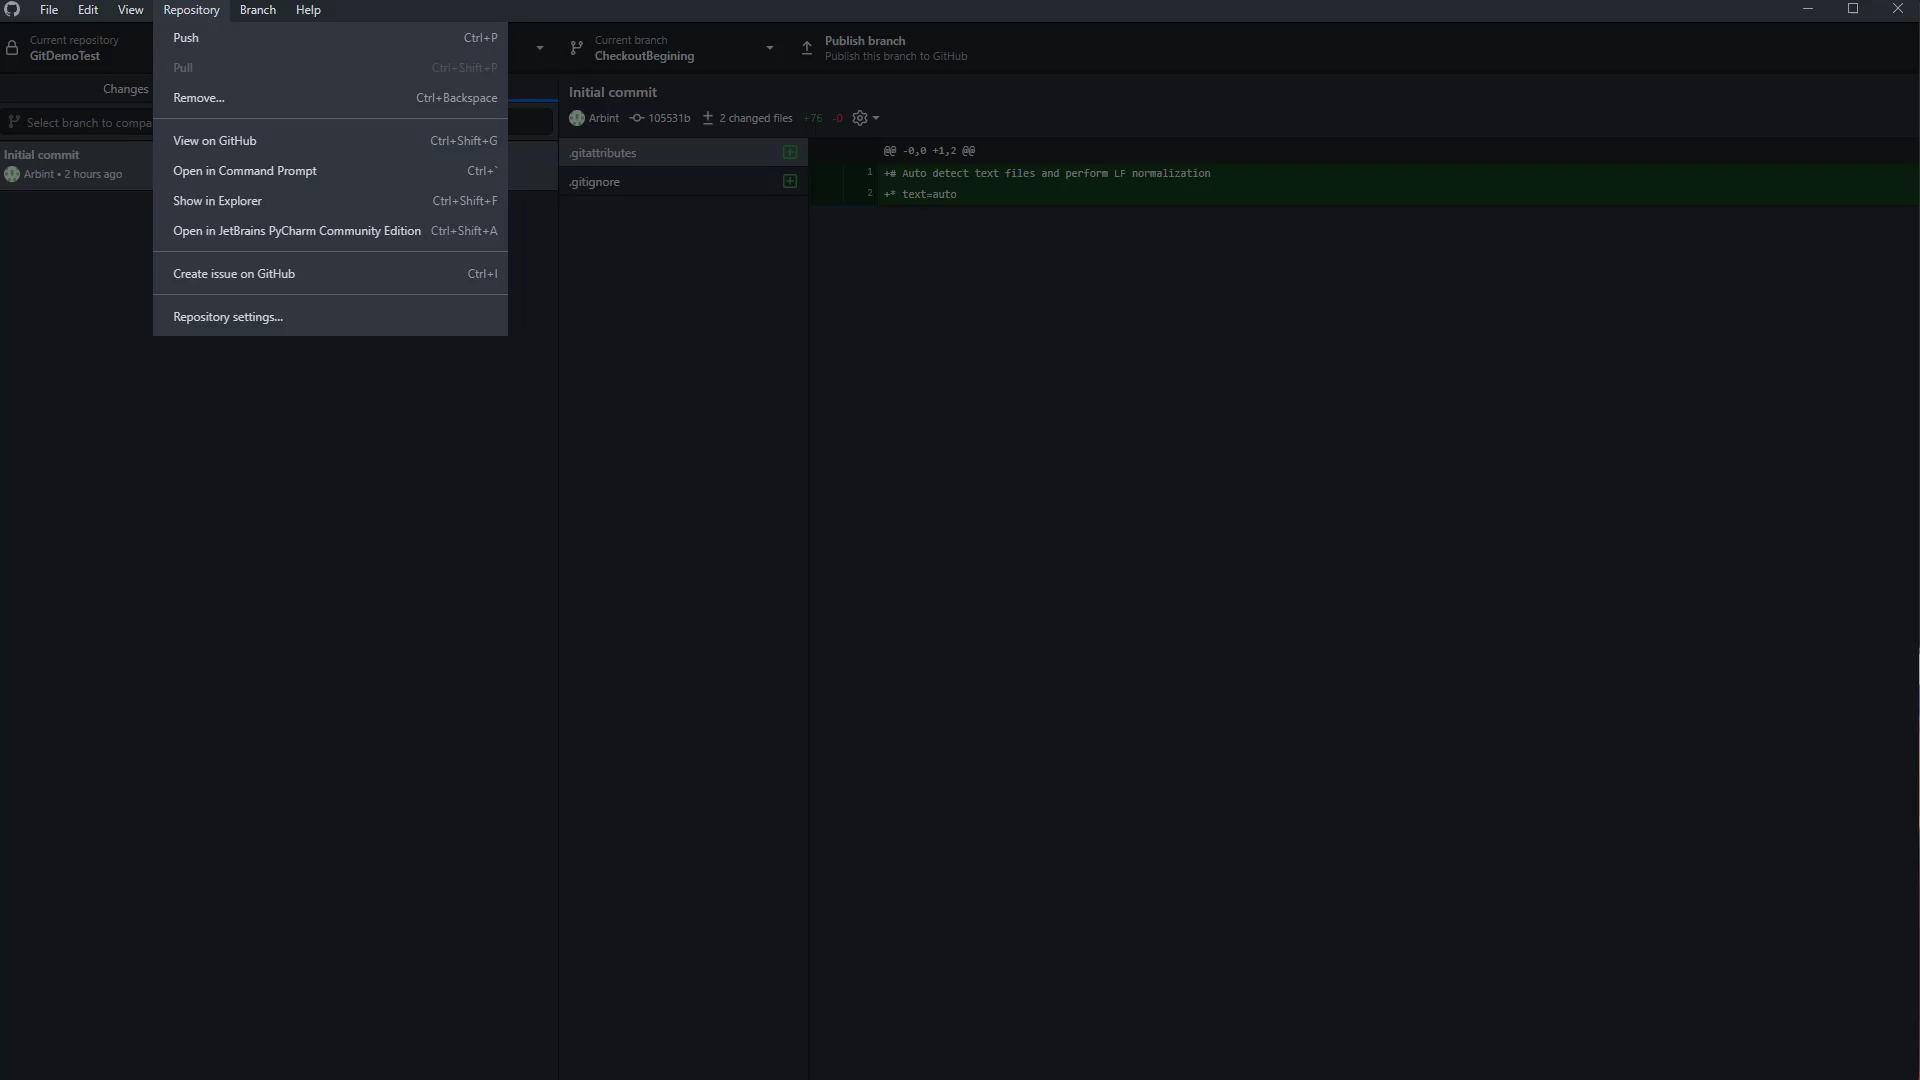 File Edit View Repository Branch Help
Current repository
GitDemoTest
Current branch
CheckoutBegining
Publish branch
Publish this branch to GitHub
Push Ctrl+P
Pull Ctrl+Shift+P
Remove... Ctrl+Backspace
View on GitHub Ctrl+Shift+G
Open in Command Prompt Ctrl+`
Show in Explorer Ctrl+Shift+F
Open in JetBrains PyCharm Community Edition Ctrl+Shift+A
Create issue on GitHub Ctrl+I
Repository settings...
Changes
Select branch to compa
Initial commit
Arbint • 2 hours ago
Initial commit
Arbint 105531b 2 changed files +76 -0
.gitattributes
.gitignore
@@ -0,0 +1,2 @@
1 +# Auto detect text files and perform LF normalization
2 +* text=auto